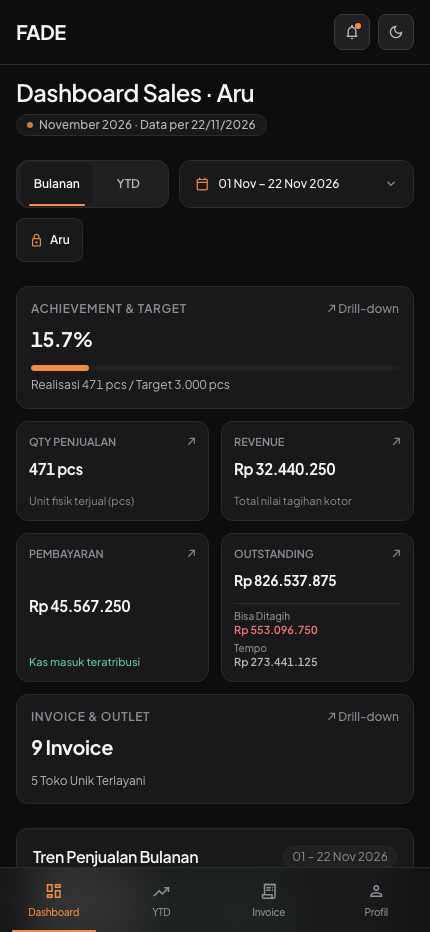 FADE
Dashboard Sales · Aru
November 2026 · Data per 22/11/2026
Bulanan
YTD
01 Nov – 22 Nov 2026
Aru
ACHIEVEMENT & TARGET
Drill-down
15.7%
Realisasi 471 pcs / Target 3.000 pcs
QTY PENJUALAN
471 pcs
Unit fisik terjual (pcs)
REVENUE
Rp 32.440.250
Total nilai tagihan kotor
PEMBAYARAN
Rp 45.567.250
Kas masuk teratribusi
OUTSTANDING
Rp 826.537.875
Bisa Ditagih
Rp 553.096.750
Tempo
Rp 273.441.125
INVOICE & OUTLET
Drill-down
9 Invoice
5 Toko Unik Terlayani
Tren Penjualan Bulanan
01 – 22 Nov 2026
Dashboard
YTD
Invoice
Profil